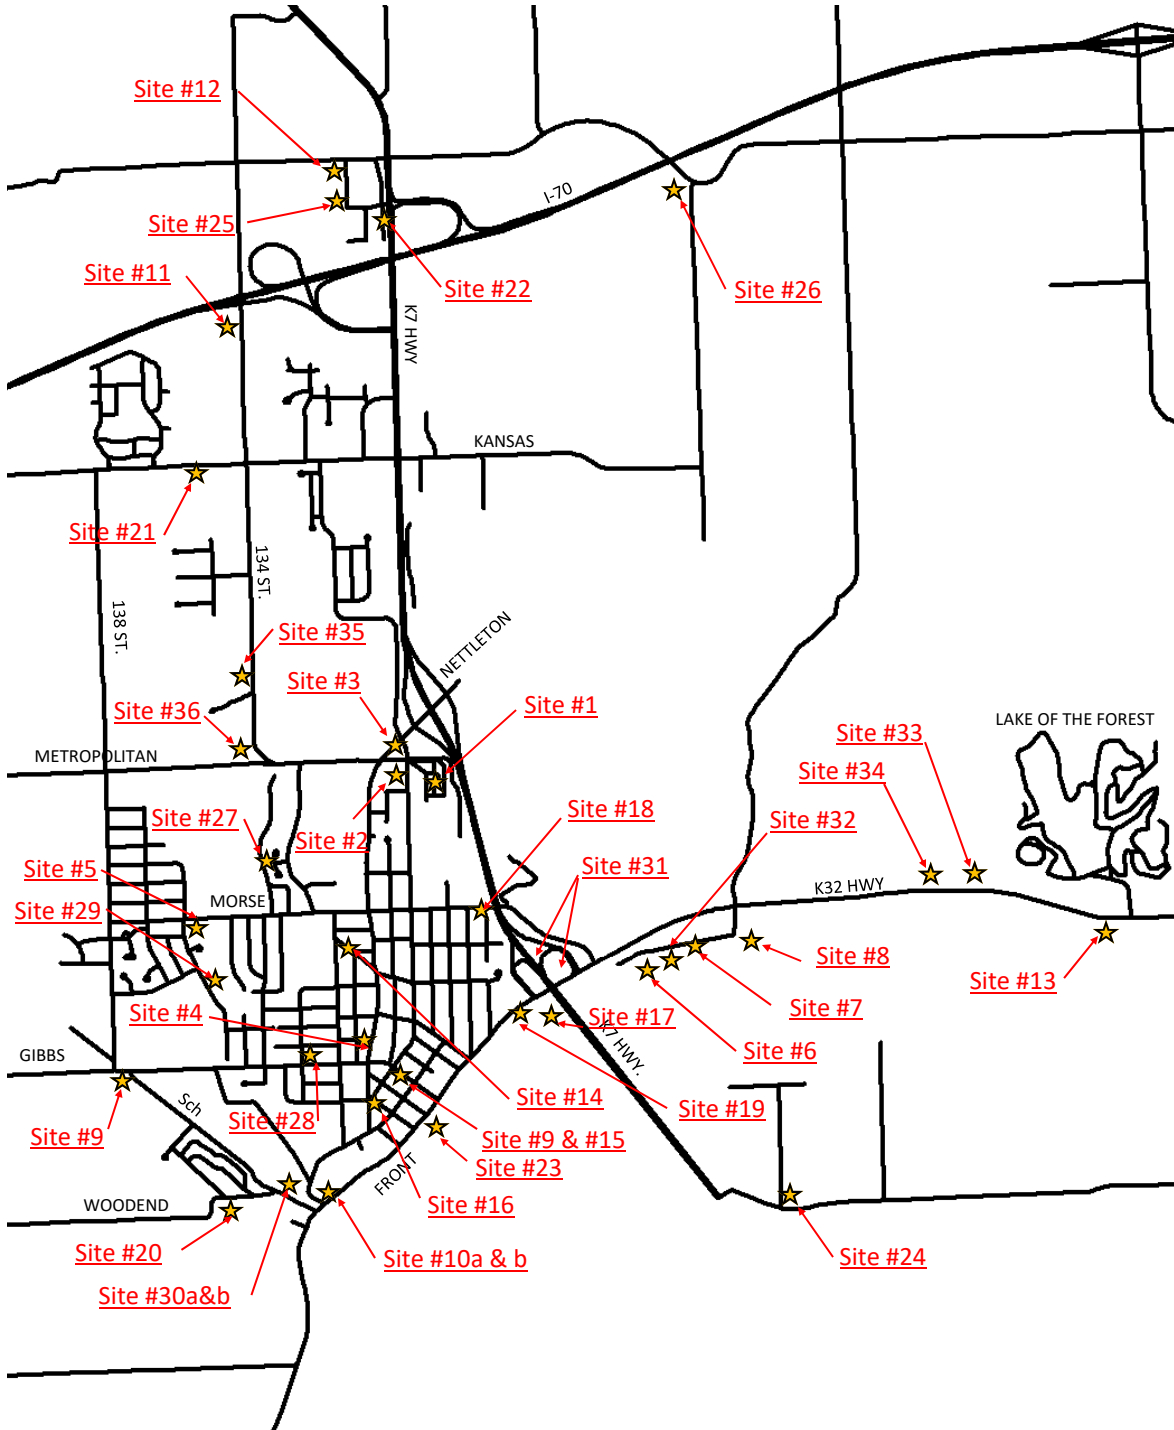 Site #12
I-70
Site #25
Site #11
Site #22
Site #26
K7 HWY
KANSAS
Site #21
134 ST.
138 ST.
NETTLETON
Site #35
Site #3
Site #1
Site #36
LAKE OF THE FOREST
METROPOLITAN
Site #33
Site #34
Site #27
Site #2
Site #18
Site #32
Site #5
Site #31
K32 HWY
MORSE
Site #29
Site #8
Site #13
Site #4
Site #17
Site #7
K7 HWY.
Site #6
GIBBS
Sch
Site #28
Site #14
Site #19
Site #9
Site #9 & #15
Site #23
FRONT
WOODEND
Site #16
Site #20
Site #10a & b
Site #24
Site #30a&b